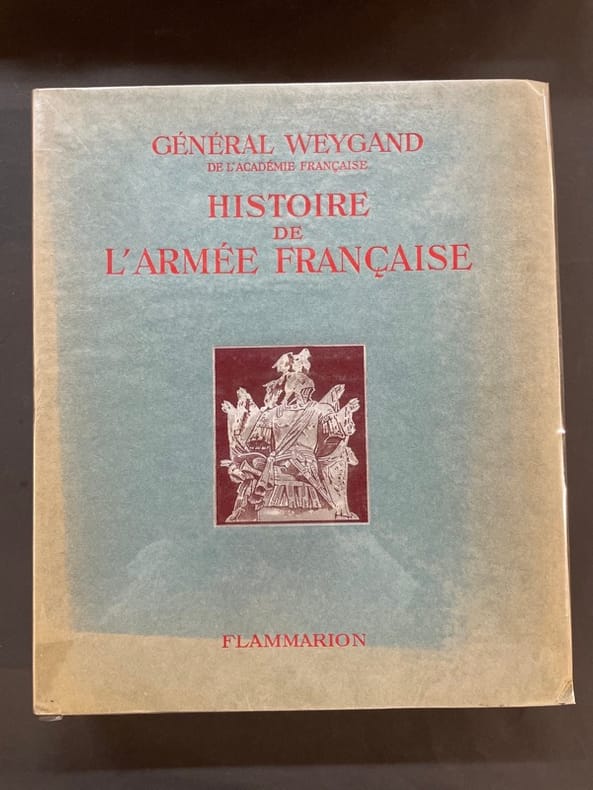 GÉNÉRAL WEYGAND
DE L'ACADÉMIE FRANÇAISE
HISTOIRE
DE
L'ARMÉE FRANÇAISE
FLAMMARION